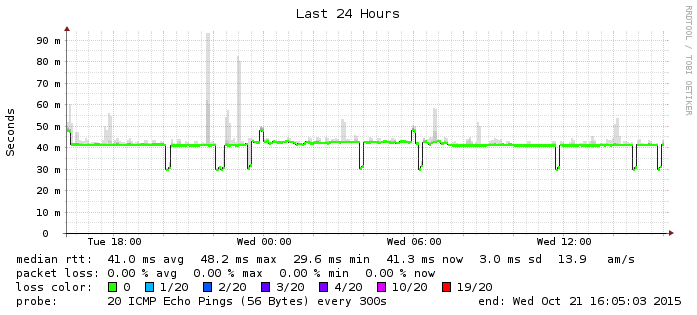 Last 24 Hours
RRDTOOL / TOBI OETIKER
Seconds
90 m
80 m
70 m
60 m
50 m
40 m
30 m
20 m
10 m
0
Tue 18:00 Wed 00:00 Wed 06:00 Wed 12:00
median rtt: 41.0 ms avg 48.2 ms max 29.6 ms min 41.3 ms now 3.0 ms sd 13.9 am/s
packet loss: 0.00 % avg 0.00 % max 0.00 % min 0.00 % now
loss color: 0 1/20 2/20 3/20 4/20 10/20 19/20
probe: 20 ICMP Echo Pings (56 Bytes) every 300s end: Wed Oct 21 16:05:03 2015